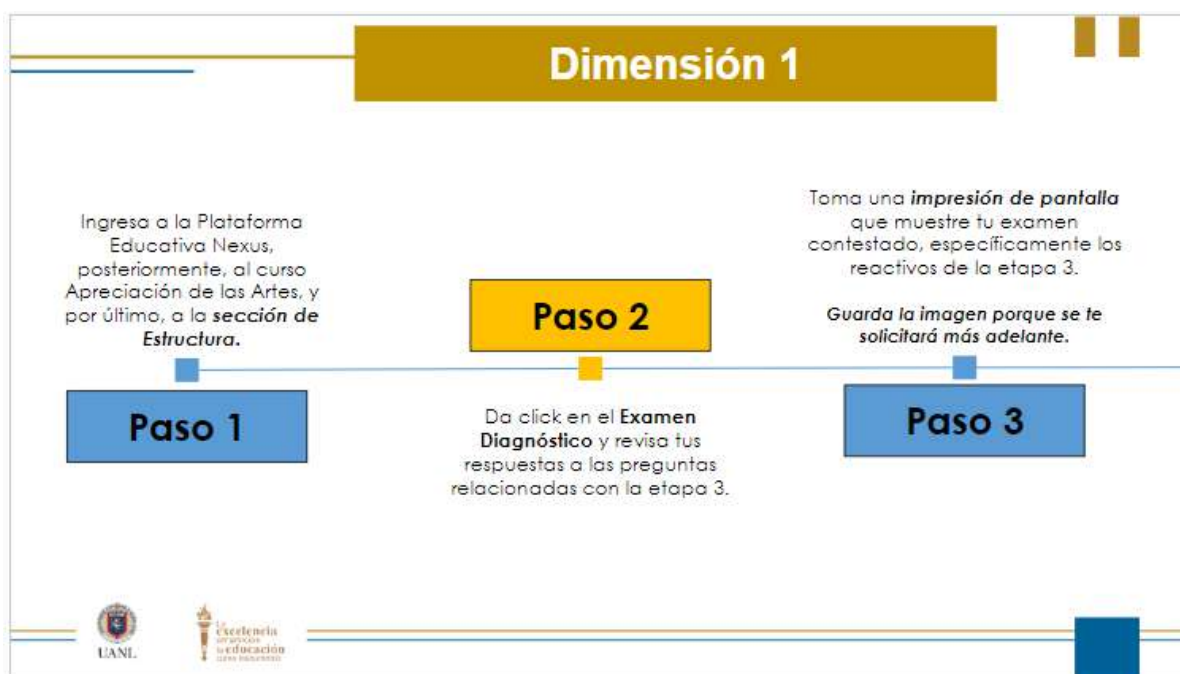 Dimensión 1
Ingresa a la Plataforma
Educativa Nexus,
posteriormente, al curso
Apreciación de las Artes, y
por último, a la sección de
Estructura.
Paso 1
Paso 2
Da click en el Examen
Diagnóstico y revisa tus
respuestas a las preguntas
relacionadas con la etapa 3.
Toma una impresión de pantalla
que muestre tu examen
contestado, específicamente los
reactivos de la etapa 3.
Guarda la imagen porque se te
solicitará más adelante.
Paso 3
UANL
La
excelencia
la educación